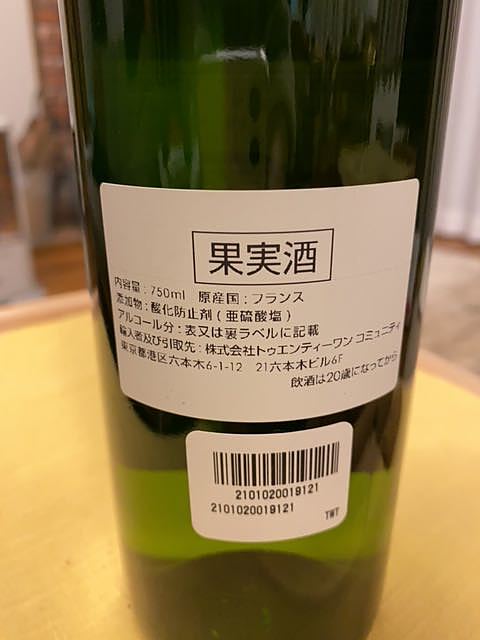 果実酒
内容量 : 750ml 原産国 : フランス
添加物 : 酸化防止剤 ( 亜硫酸塩 )
アルコール分 : 表又は裏ラベルに記載
輸入者及び引取先 : 株式会社トゥエンティーワン コミュニティ
東京都港区六本木6-1-12 21六本木ビル6F
飲酒は20歳になってから
2101020019121
2101020019121
TWT